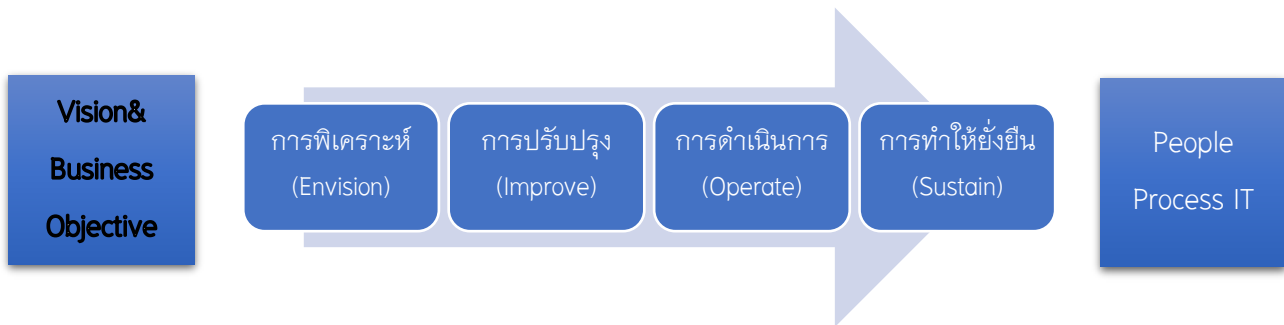 Vision&
Business
Objective
การพิเคราะห์
(Envision)
การปรับปรุง
(Improve)
การดำเนินการ
(Operate)
การทำให้ยั่งยืน
(Sustain)
People
Process IT